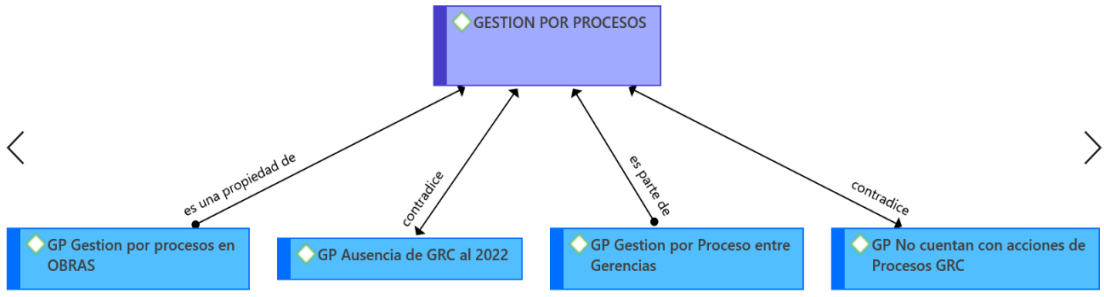 GESTION POR PROCESOS
es una propiedad de
contradice
es parte de
contradice
GP Gestion por procesos en
OBRAS
GP Ausencia de GRC al 2022
GP Gestion por Proceso entre
Gerencias
GP No cuentan con acciones de
Procesos GRC